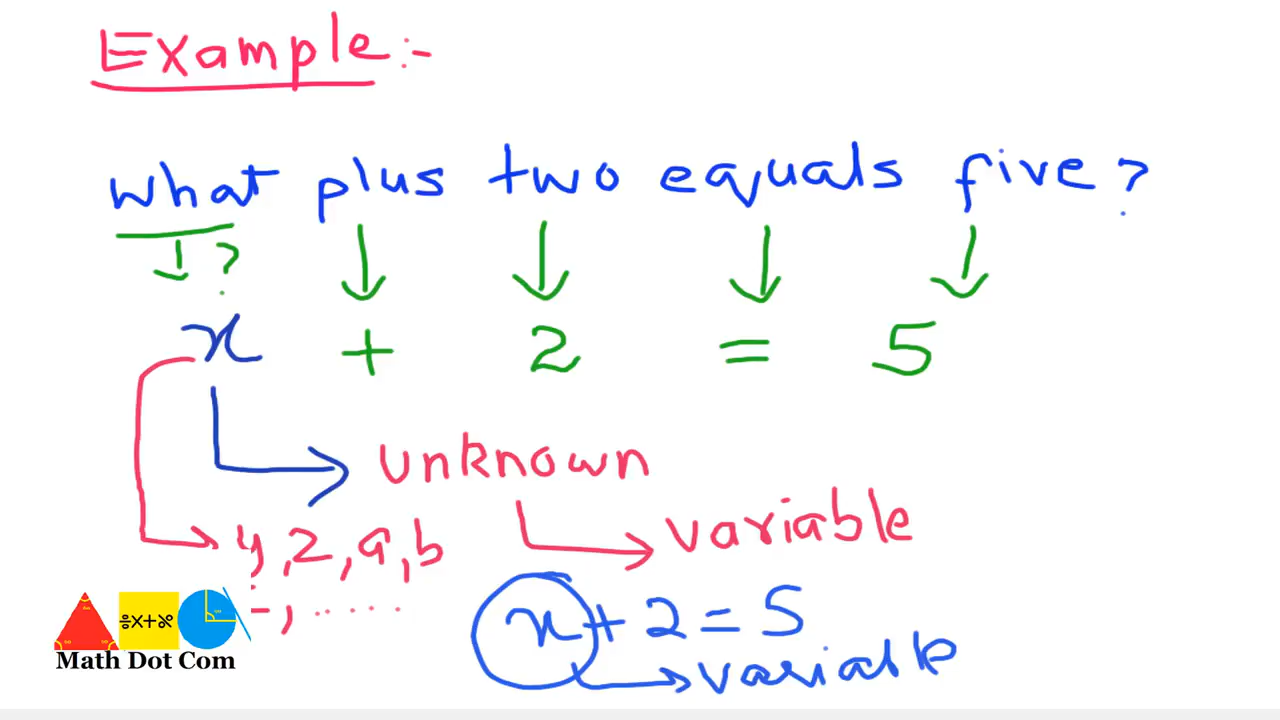 Example :-
What plus two equals five?
?
x + 2 = 5
unknown
variable
y, z, a, b
, ......
x + 2 = 5
variable
÷X+%
Math Dot Com